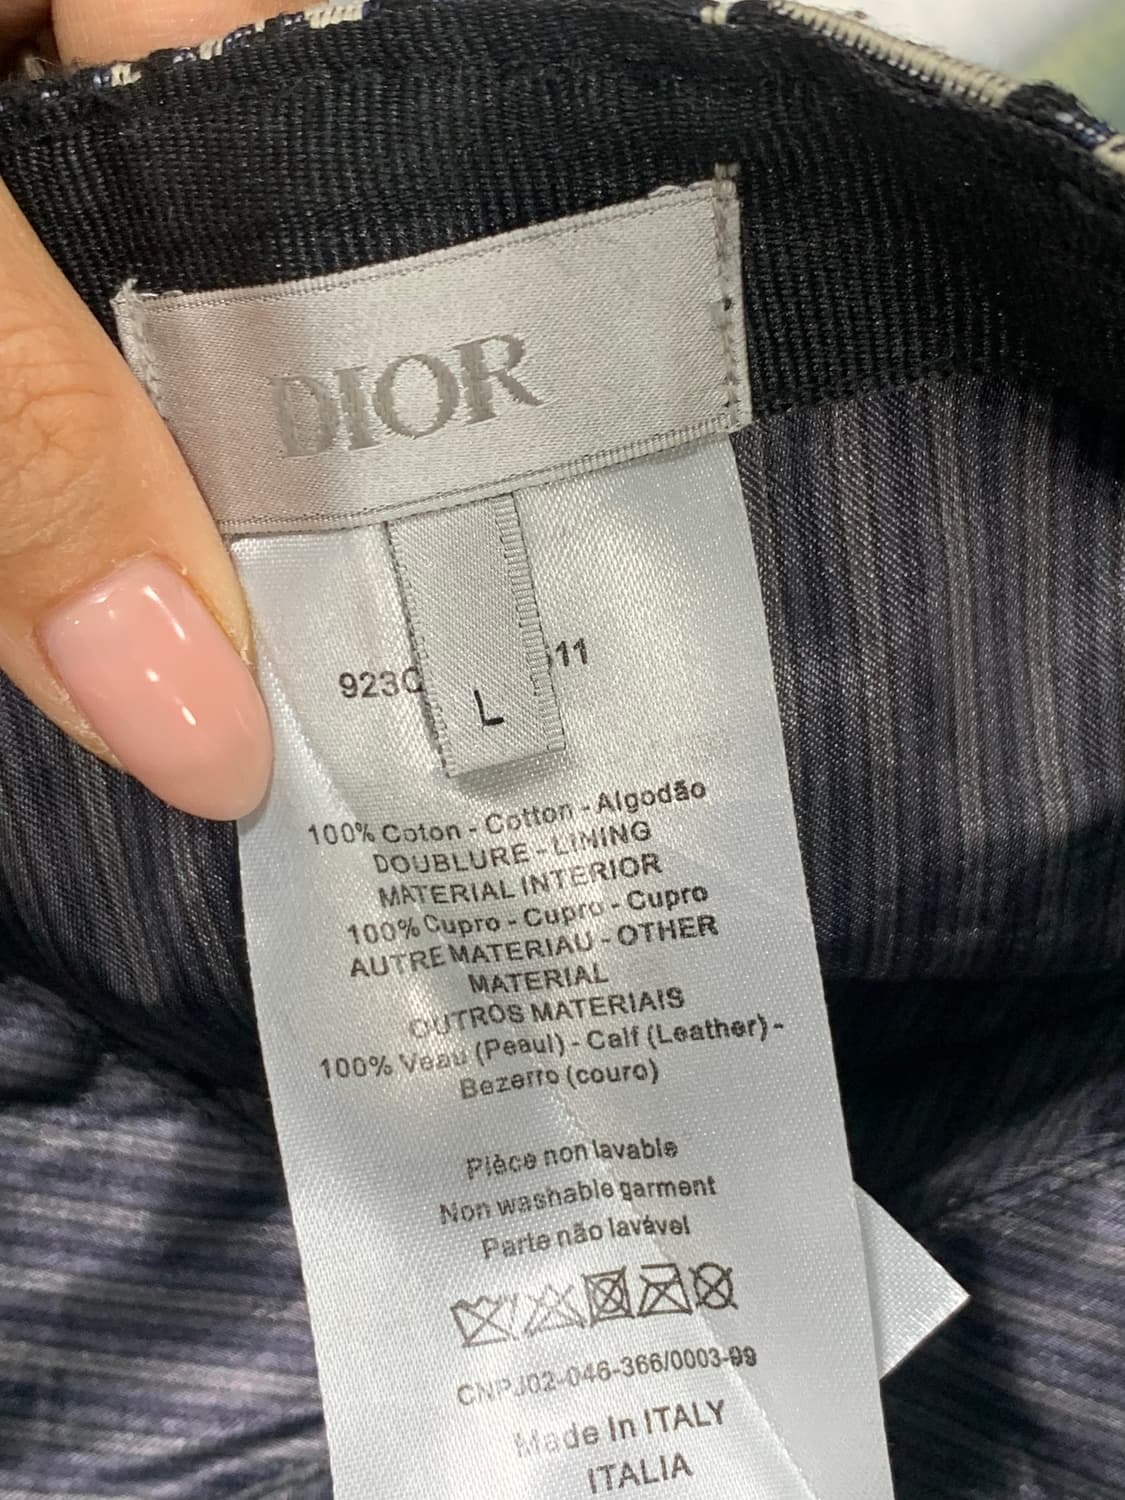 DIOR
923C 11
L
100% Coton - Cotton - Algodão
DOUBLURE - LINING
MATERIAL INTERIOR
100% Cupro - Cupro - Cupro
AUTRE MATERIAU - OTHER
MATERIAL
OUTROS MATERIAIS
100% Veau (Peaul) - Calf (Leather) -
Bezerro (couro)
Pièce non lavable
Non washable garment
Parte não lavável
CNPJ02-046-366/0003-99
Made In ITALY
ITALIA